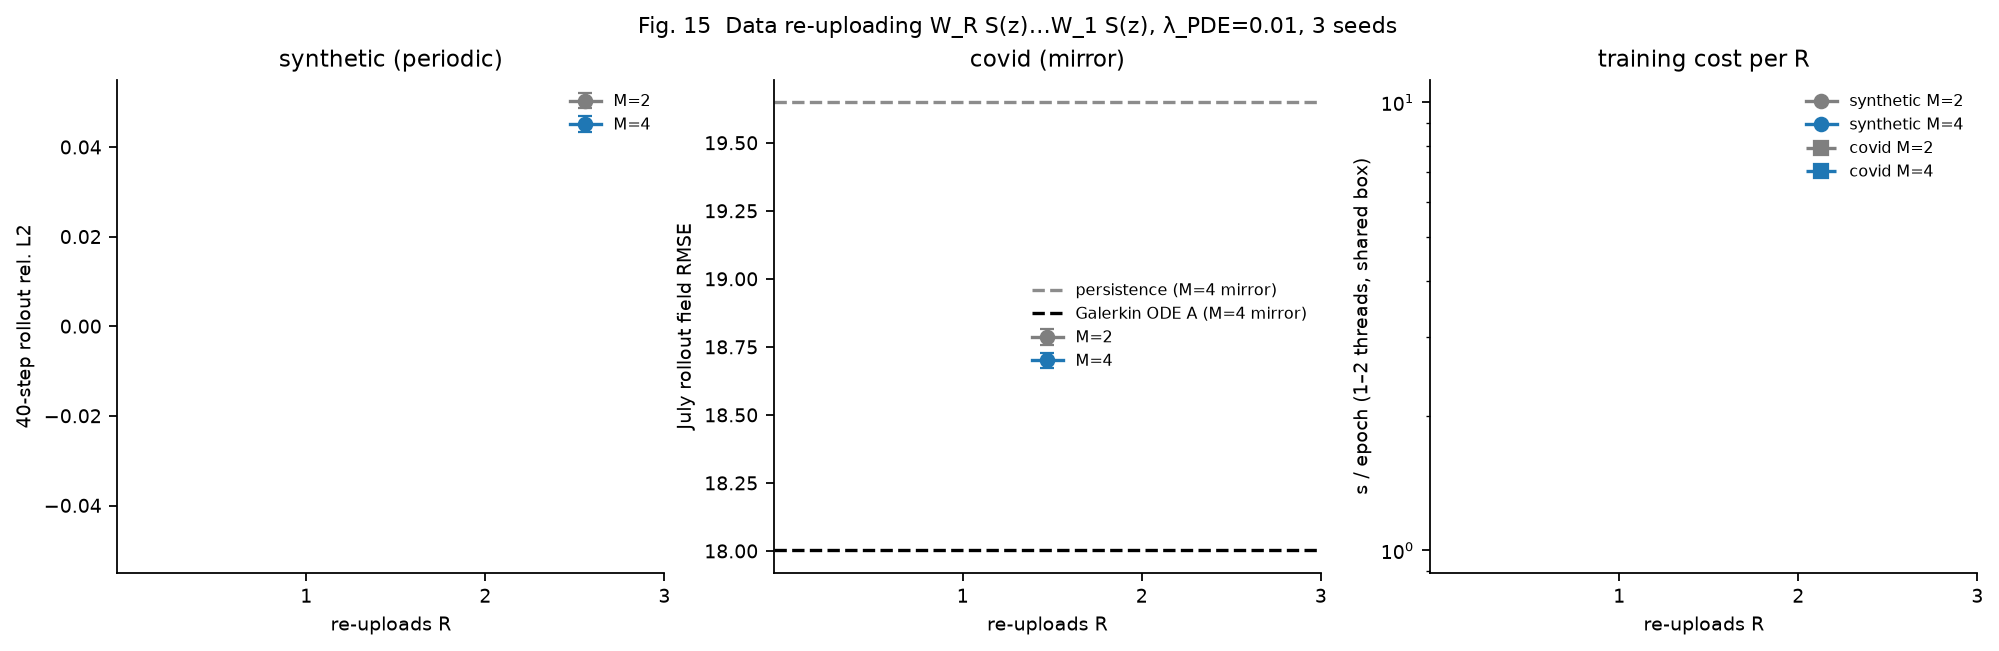 Fig. 15  Data re-uploading W_R S(z)...W_1 S(z), λ_PDE=0.01, 3 seeds
synthetic (periodic)
40-step rollout rel. L2
0.04
0.02
0.00
−0.02
−0.04
1
2
3
re-uploads R
M=2
M=4
covid (mirror)
July rollout field RMSE
19.50
19.25
19.00
18.75
18.50
18.25
18.00
1
2
3
re-uploads R
persistence (M=4 mirror)
Galerkin ODE A (M=4 mirror)
M=2
M=4
training cost per R
s / epoch (1–2 threads, shared box)
10¹
10⁰
1
2
3
re-uploads R
synthetic M=2
synthetic M=4
covid M=2
covid M=4